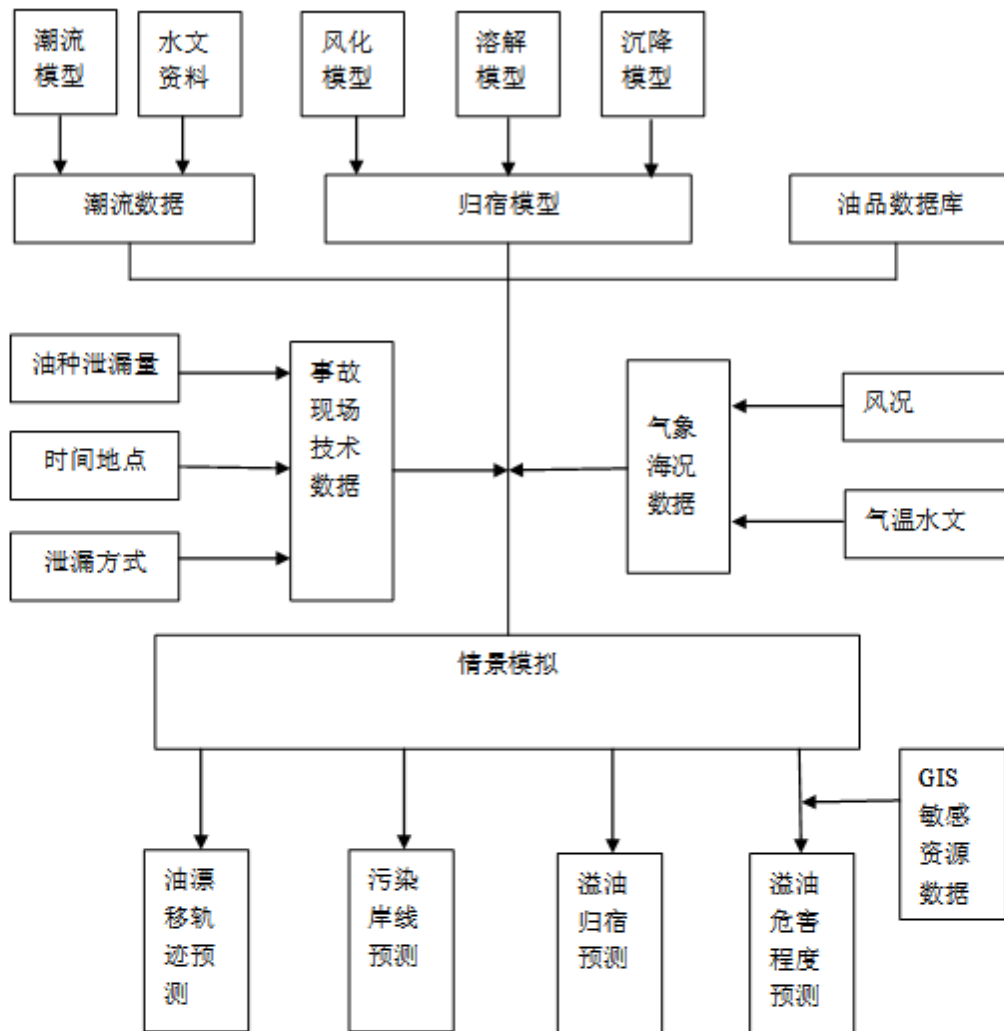 潮流
模型
水文
资料
风化
模型
溶解
模型
沉降
模型
潮流数据
归宿模型
油品数据库
油种泄漏量
时间地点
泄漏方式
事故
现场
技术
数据
气象
海况
数据
风况
气温水文
情景模拟
油漂
移轨
迹预
测
污染
岸线
预测
溢油
归宿
预测
溢油
危害
程度
预测
GIS
敏感
资源
数据